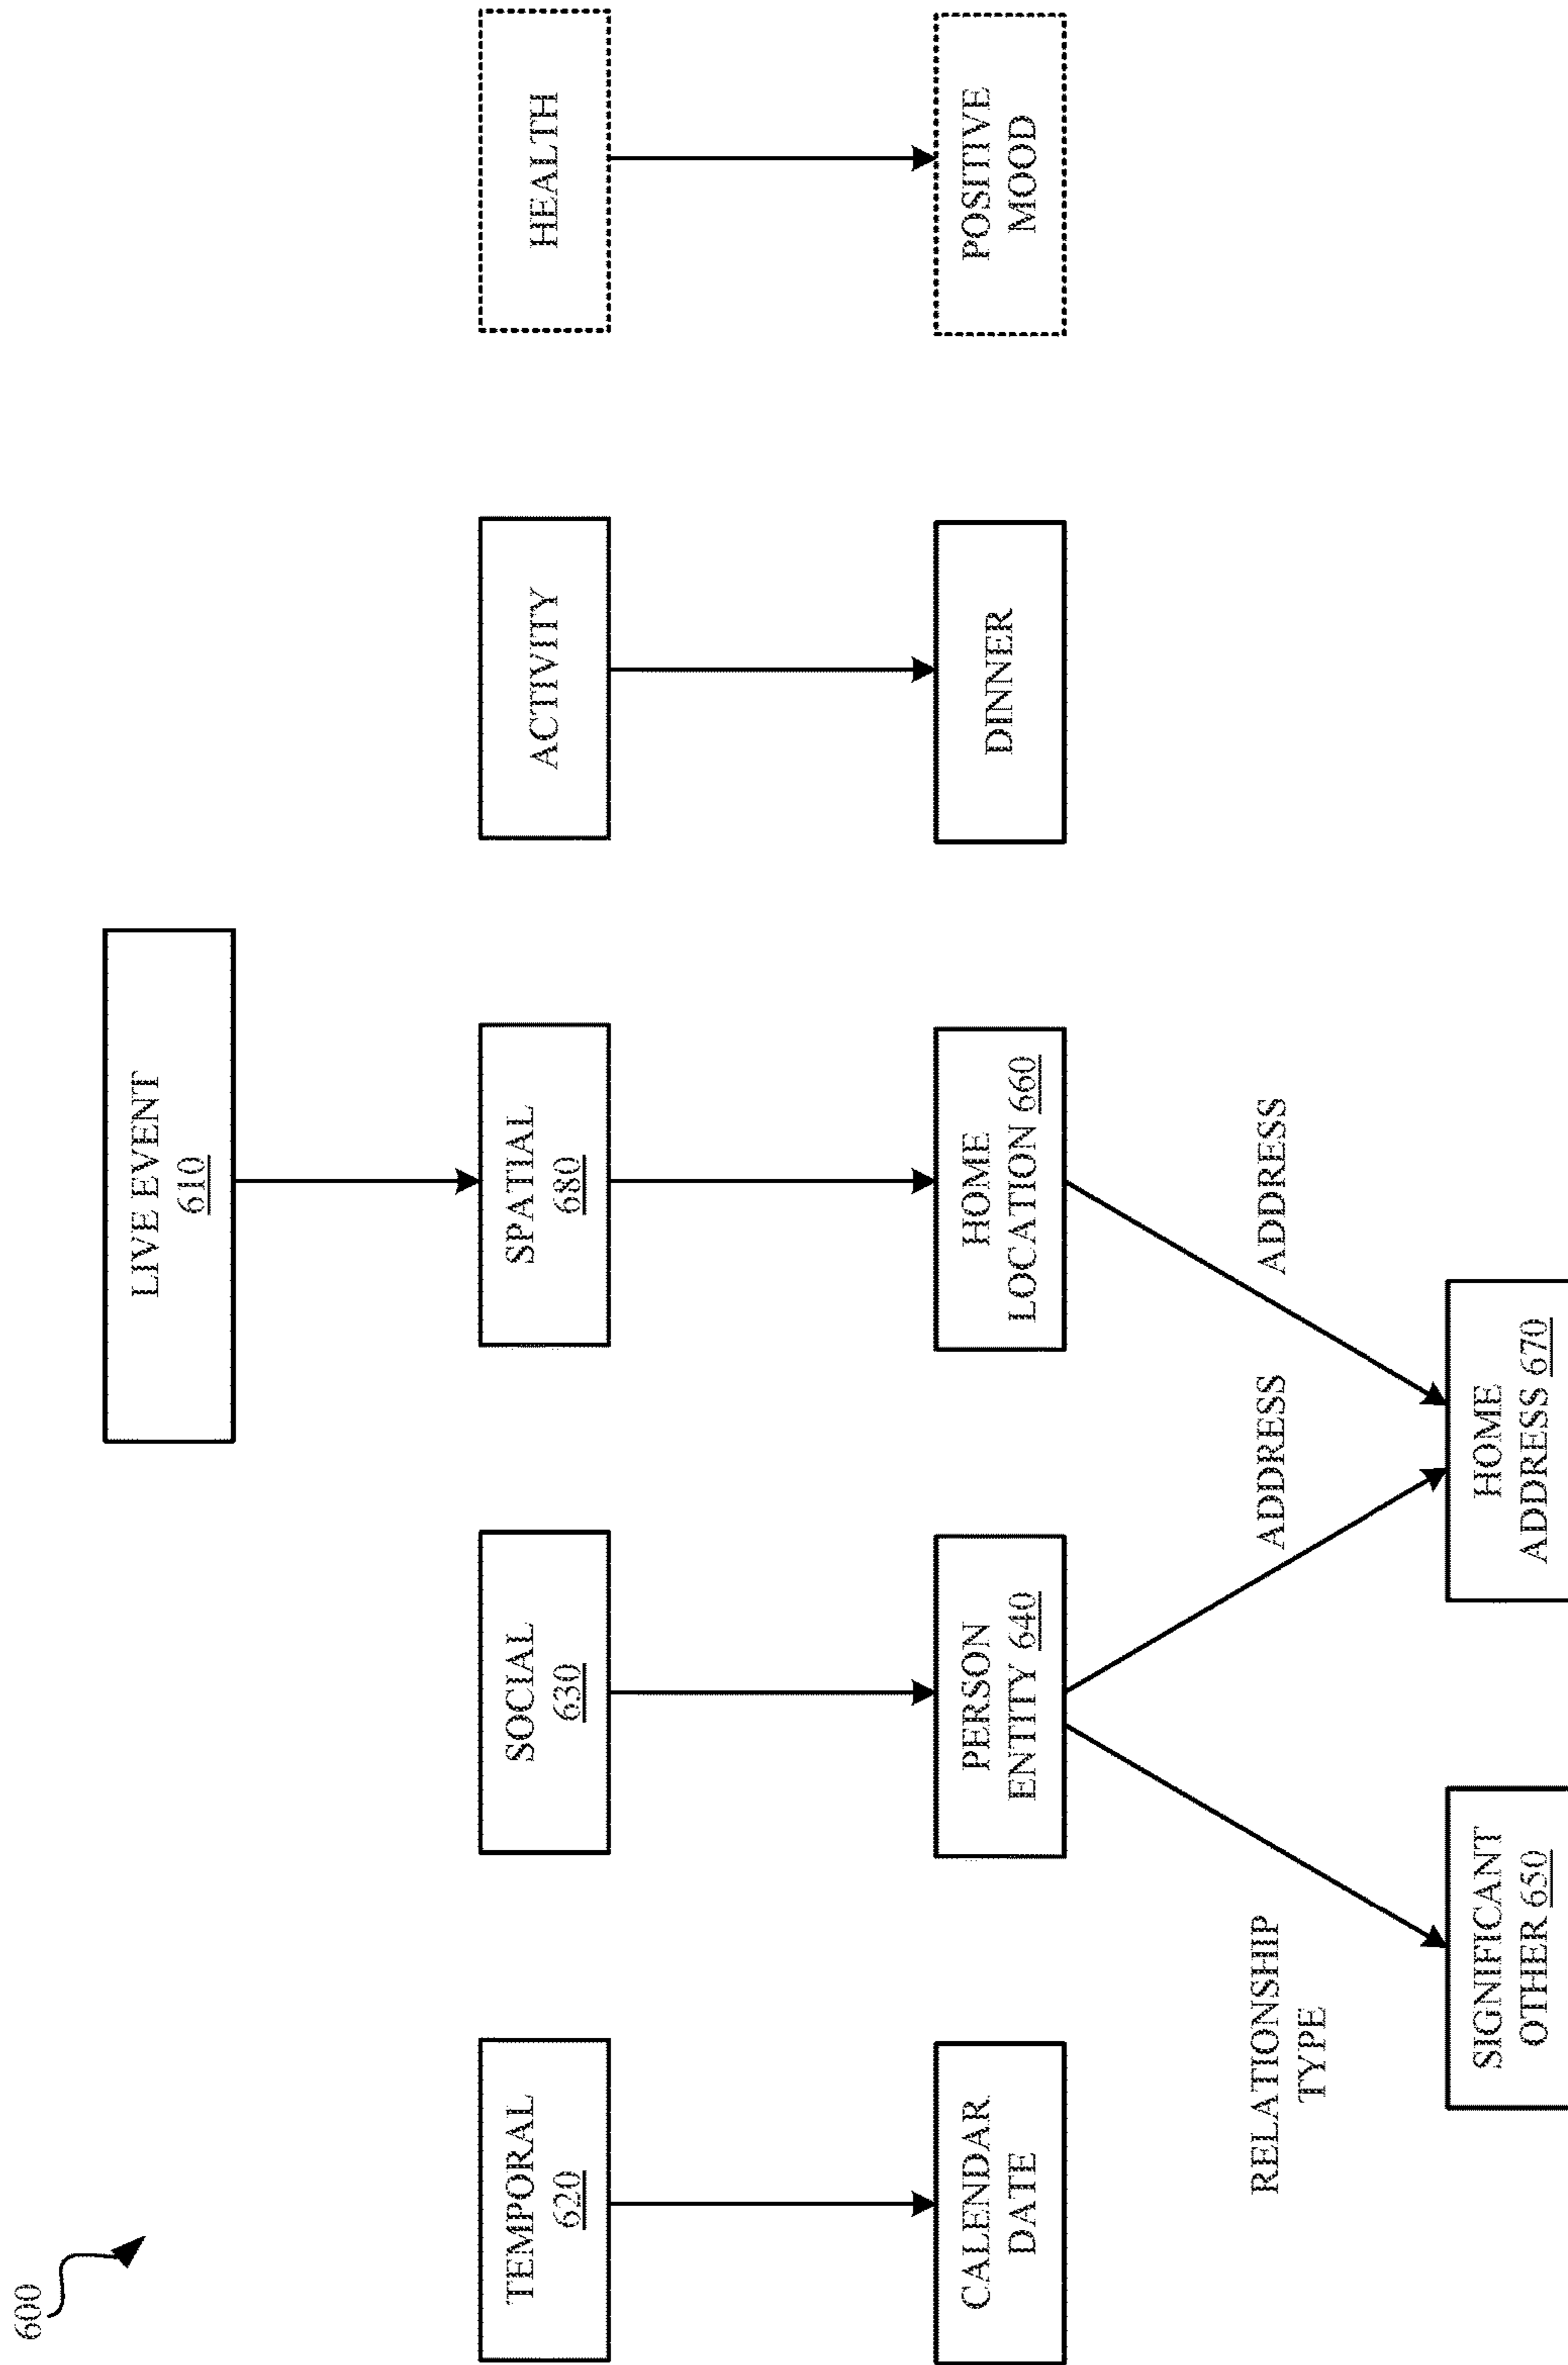 600
LIVE EVENT
610
TEMPORAL
620
SOCIAL
630
SPATIAL
680
ACTIVITY
HEALTH
CALENDAR
DATE
PERSON
ENTITY 640
HOME
LOCATION 660
DINNER
POSITIVE
MOOD
RELATIONSHIP
TYPE
ADDRESS
ADDRESS
SIGNIFICANT
OTHER 650
HOME
ADDRESS 670